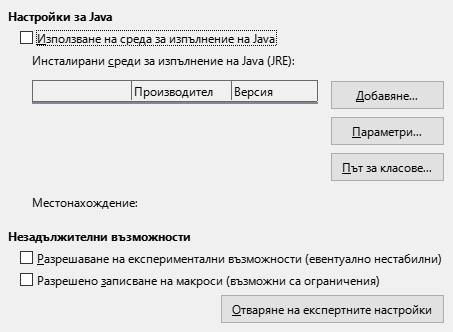 Настройки за Java
Използване на среда за изпълнение на Java
Инсталирани среди за изпълнение на Java (JRE):
Производител Версия
Добавяне...
Параметри...
Път за класове...
Местонахождение:
Незадължителни възможности
Разрешаване на експериментални възможности (евентуално нестабилни)
Разрешено записване на макроси (възможни са ограничения)
Отваряне на експертните настройки